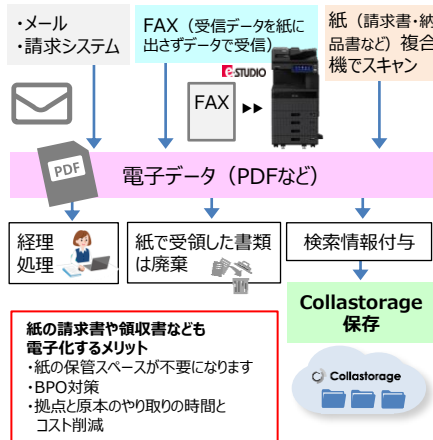 ・メール
・請求システム
FAX（受信データを紙に
出さずデータで受信）
紙（請求書・納
品書など）複合
機でスキャン
e-STUDIO
FAX
PDF
電子データ（PDFなど）
経理
処理
紙で受領した書類
は廃棄
検索情報付与
Collastorage
保存
紙の請求書や領収書なども
電子化するメリット
・紙の保管スペースが不要になります
・BPO対策
・拠点と原本のやり取りの時間と
コスト削減
Collastorage